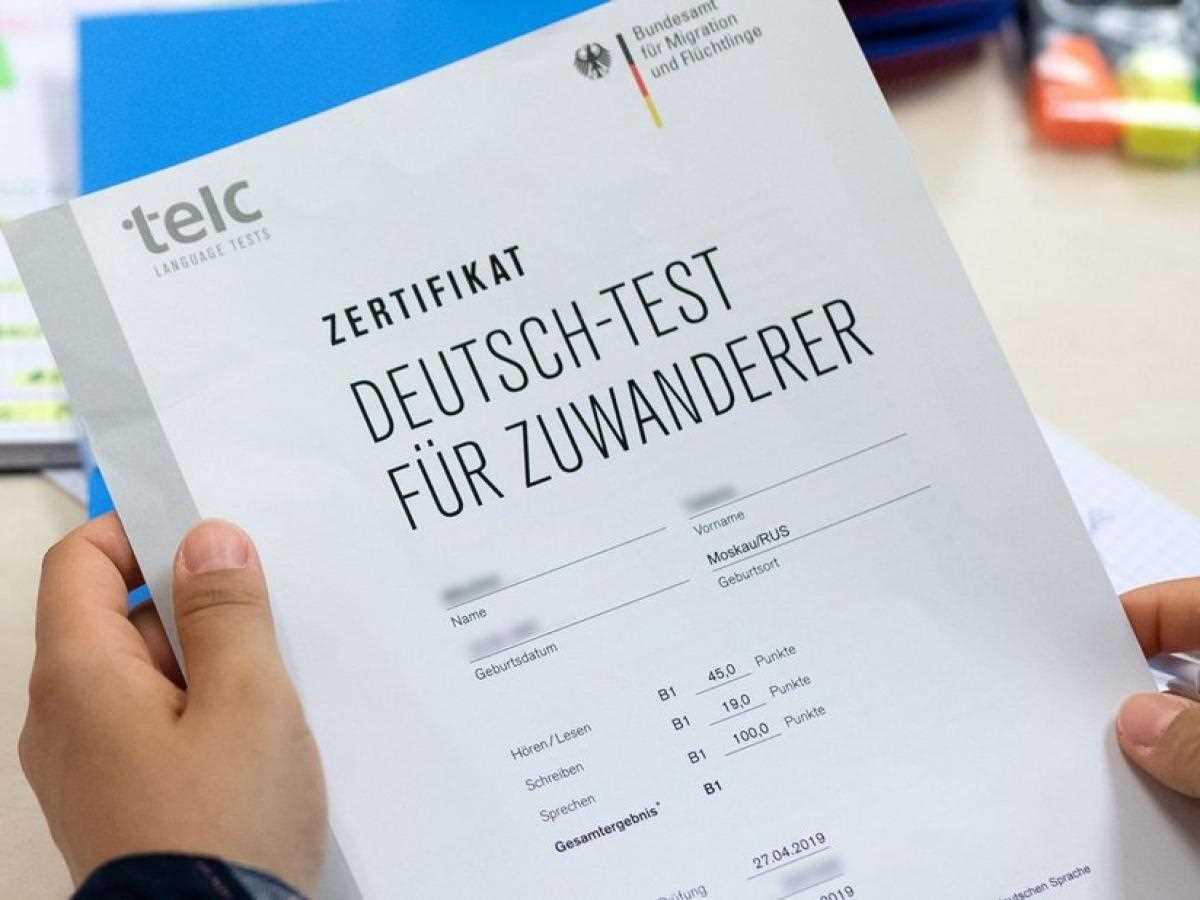 Bundesamt
für Migration
und Flüchtlinge
telc
LANGUAGE TESTS
ZERTIFIKAT
DEUTSCH-TEST
FÜR ZUWANDERER
Vorname
Name
Moskau/RUS
Geburtsort
Geburtsdatum
Hören/Lesen B1 45,0 Punkte
Schreiben B1 19,0 Punkte
Sprechen B1 100,0 Punkte
Gesamtergebnis* B1
27.04.2019
Sprache